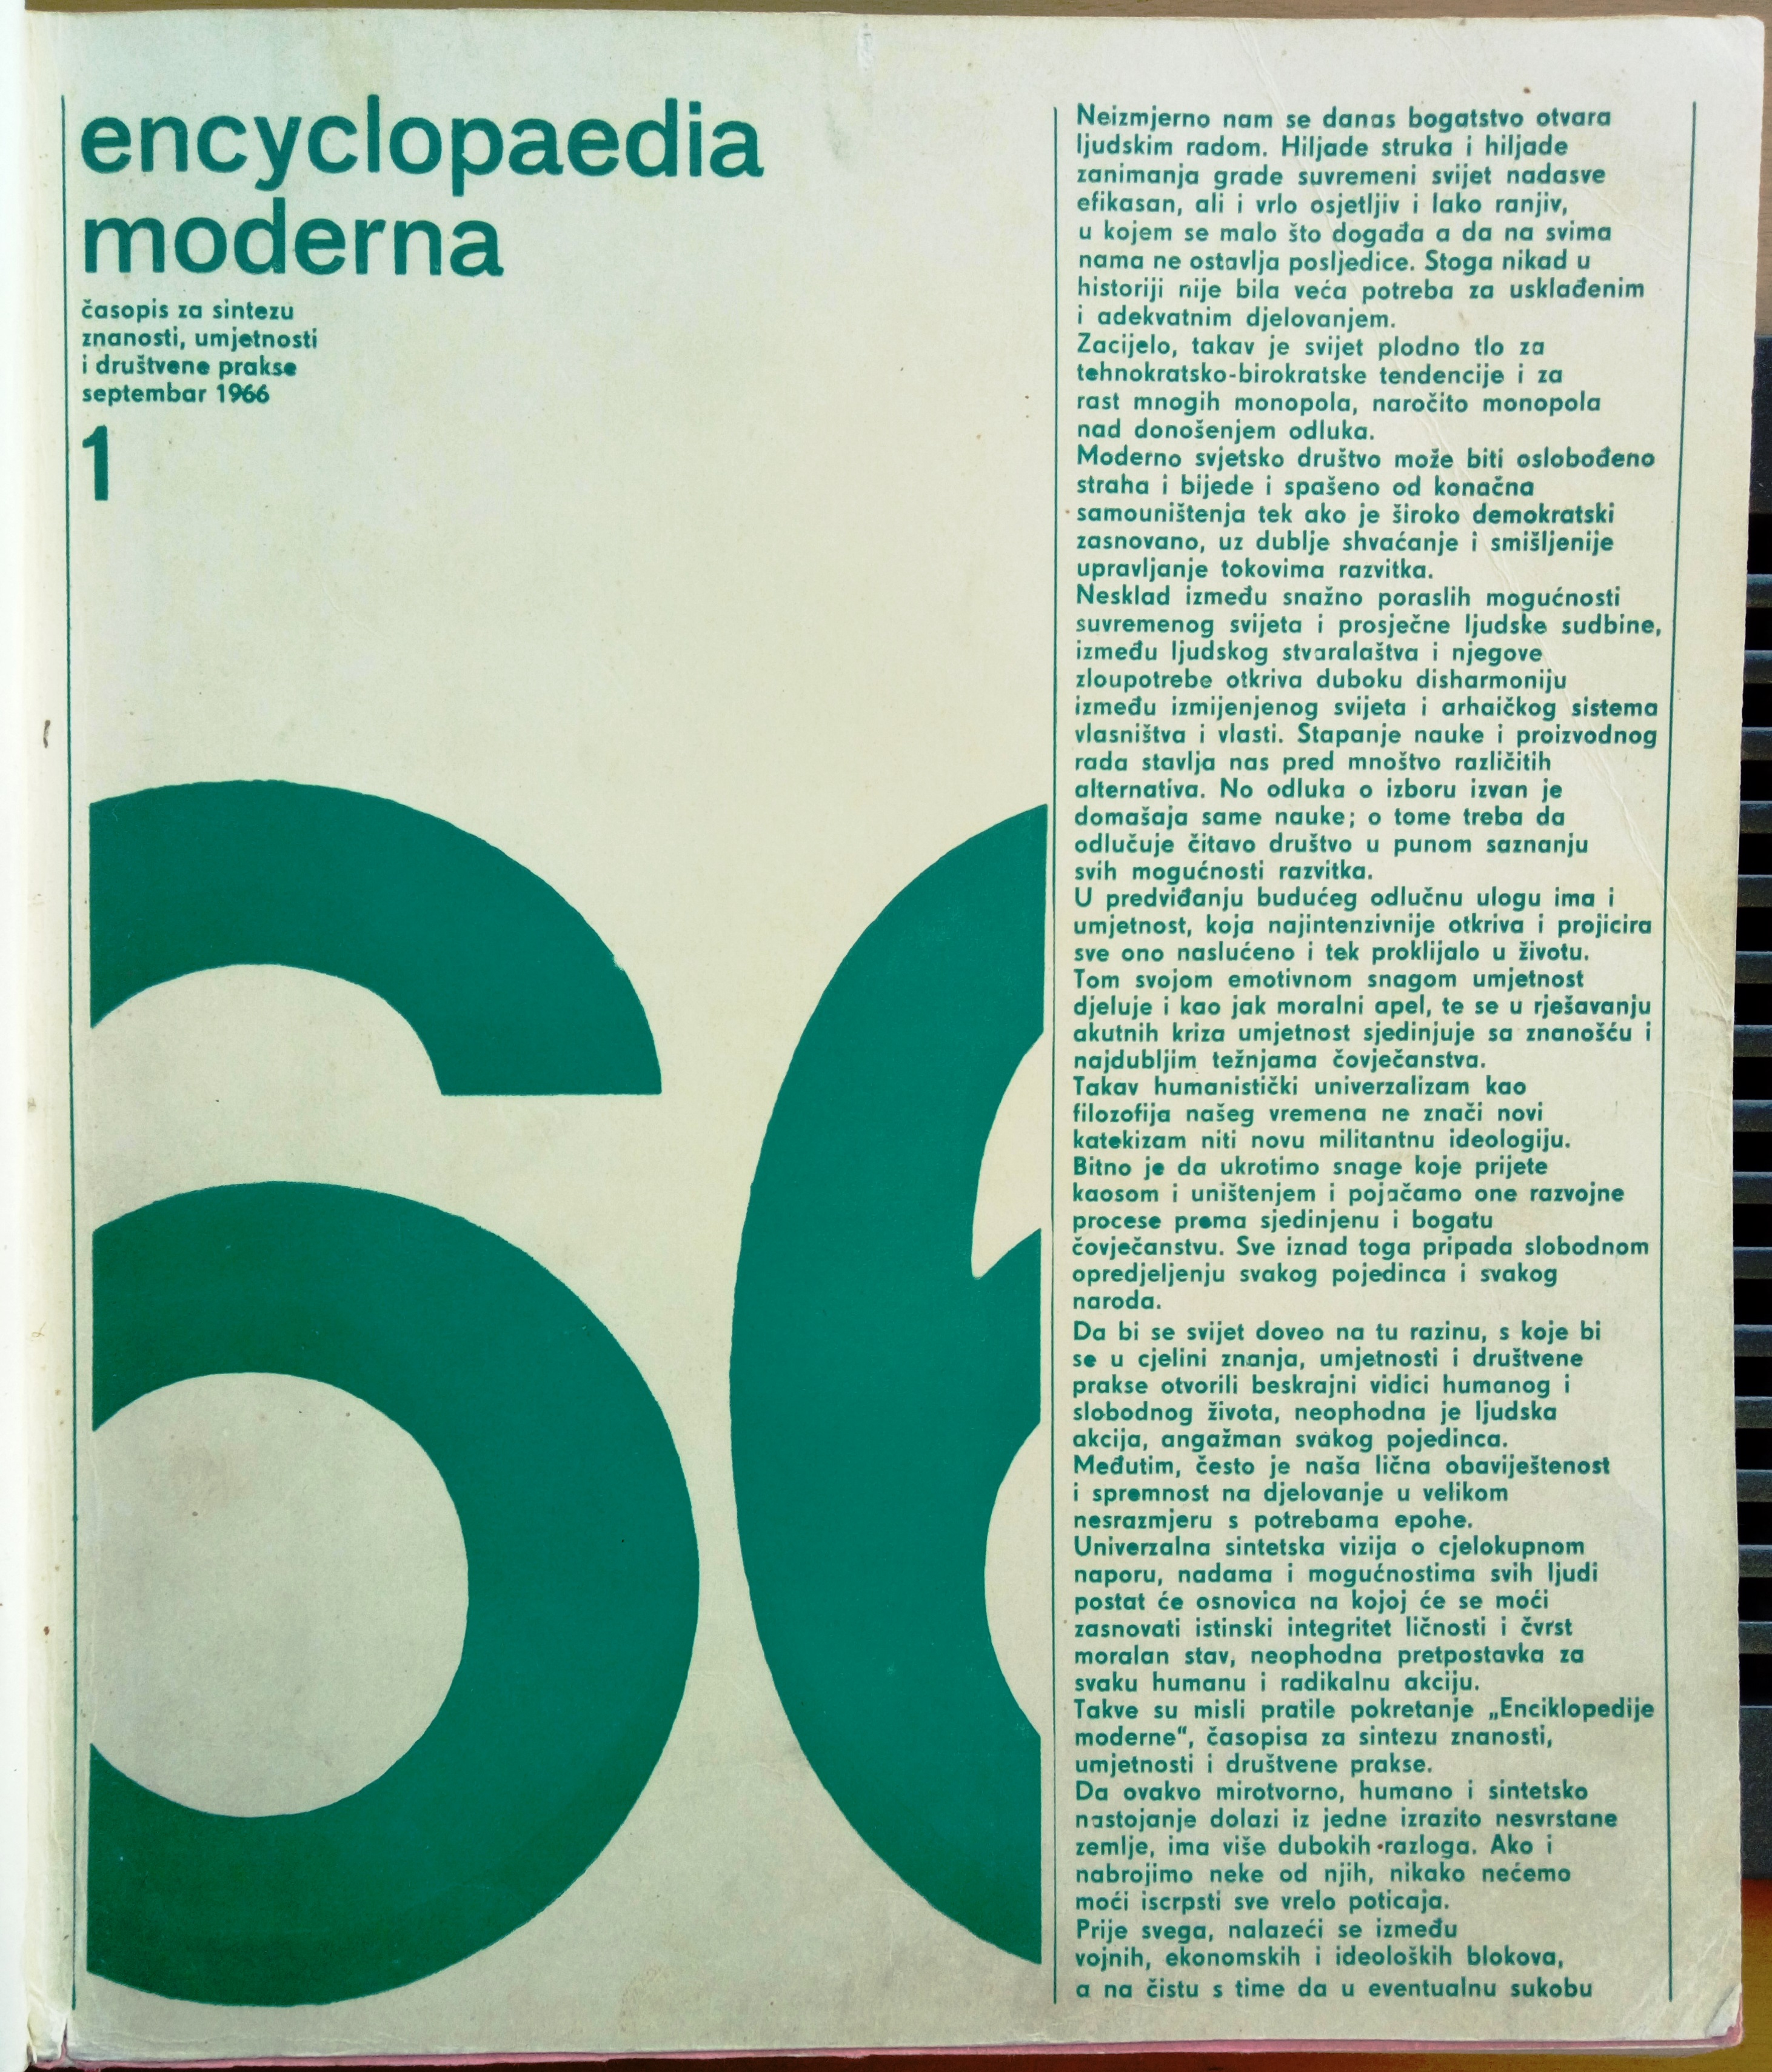 encyclopaedia
moderna
časopis za sintezu
znanosti, umjetnosti
i društvene prakse
septembar 1966
1
66
Neizmjerno nam se danas bogatstvo otvara
ljudskim radom. Hiljade struka i hiljade
zanimanja grade suvremeni svijet nadasve
efikasan, ali i vrlo osjetljiv i lako ranjiv,
u kojem se malo što događa a da na svima
nama ne ostavlja posljedice. Stoga nikad u
historiji nije bila veća potreba za usklađenim
i adekvatnim djelovanjem.
Zacijelo, takav je svijet plodno tlo za
tehnokratsko-birokratske tendencije i za
rast mnogih monopola, naročito monopola
nad donošenjem odluka.
Moderno svjetsko društvo može biti oslobođeno
straha i bijede i spašeno od konačna
samouništenja tek ako je široko demokratski
zasnovano, uz dublje shvaćanje i smišljenije
upravljanje tokovima razvitka.
Nesklad između snažno poraslih mogućnosti
suvremenog svijeta i prosječne ljudske sudbine,
između ljudskog stvaralaštva i njegove
zloupotrebe otkriva duboku disharmoniju
između izmijenjenog svijeta i arhaičkog sistema
vlasništva i vlasti. Stapanje nauke i proizvodnog
rada stavlja nas pred mnoštvo različitih
alternativa. No odluka o izboru izvan je
domašaja same nauke; o tome treba da
odlučuje čitavo društvo u punom saznanju
svih mogućnosti razvitka.
U predviđanju budućeg odlučnu ulogu ima i
umjetnost, koja najintenzivnije otkriva i projicira
sve ono naslućeno i tek proklijalo u životu.
Tom svojom emotivnom snagom umjetnost
djeluje i kao jak moralni apel, te se u rješavanju
akutnih kriza umjetnost sjedinjuje sa znanošću i
najdubljim težnjama čovječanstva.
Takav humanistički univerzalizam kao
filozofija našeg vremena ne znači novi
katekizam niti novu militantnu ideologiju.
Bitno je da ukrotimo snage koje prijete
kaosom i uništenjem i pojačamo one razvojne
procese prema sjedinjenu i bogatu
čovječanstvu. Sve iznad toga pripada slobodnom
opredjeljenju svakog pojedinca i svakog
naroda.
Da bi se svijet doveo na tu razinu, s koje bi
se u cjelini znanja, umjetnosti i društvene
prakse otvorili beskrajni vidici humanog i
slobodnog života, neophodna je ljudska
akcija, angažman svakog pojedinca.
Međutim, često je naša lična obaviještenost
i spremnost na djelovanje u velikom
nesrazmjeru s potrebama epohe.
Univerzalna sintetska vizija o cjelokupnom
naporu, nadama i mogućnostima svih ljudi
postat će osnovica na kojoj će se moći
zasnovati istinski integritet ličnosti i čvrst
moralan stav, neophodna pretpostavka za
svaku humanu i radikalnu akciju.
Takve su misli pratile pokretanje „Enciklopedije
moderne“, časopisa za sintezu znanosti,
umjetnosti i društvene prakse.
Da ovakvo mirotvorno, humano i sintetsko
nastojanje dolazi iz jedne izrazito nesvrstane
zemlje, ima više dubokih razloga. Ako i
nabrojimo neke od njih, nikako nećemo
moći iscrpsti sve vrelo poticaja.
Prije svega, nalazeći se između
vojnih, ekonomskih i ideoloških blokova,
a na čistu s time da u eventualnu sukobu